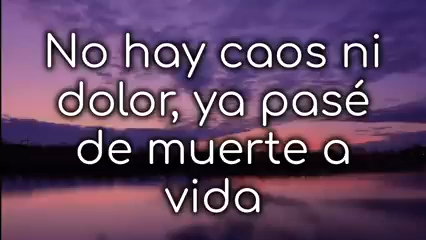 No hay caos ni
dolor, ya pasé
de muerte a
vida